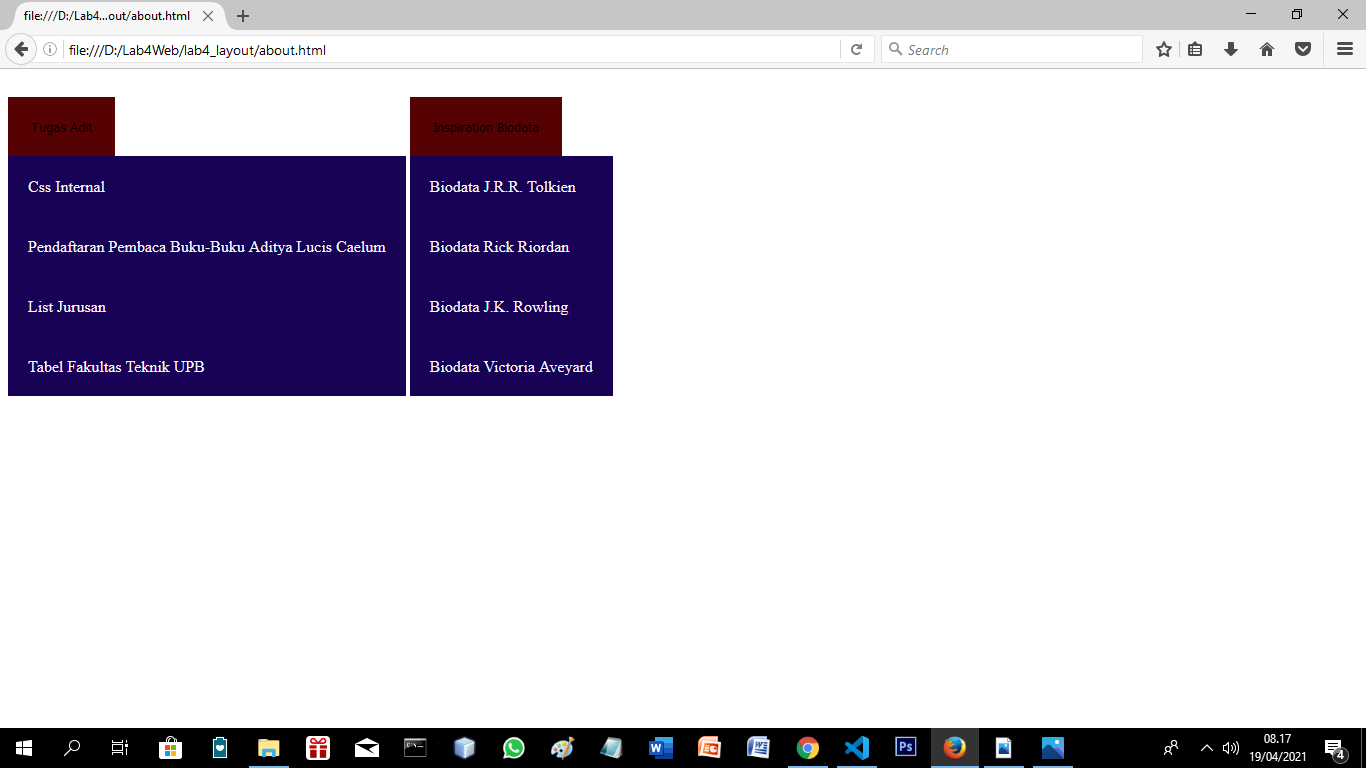 file:///D:/Lab4...out/about.html
file:///D:/Lab4Web/lab4_layout/about.html
Search
Tugas Adit
Inspiration Biodata
Css Internal
Pendaftaran Pembaca Buku-Buku Aditya Lucis Caelum
List Jurusan
Tabel Fakultas Teknik UPB
Biodata J.R.R. Tolkien
Biodata Rick Riordan
Biodata J.K. Rowling
Biodata Victoria Aveyard
Ps
08.17
19/04/2021
4